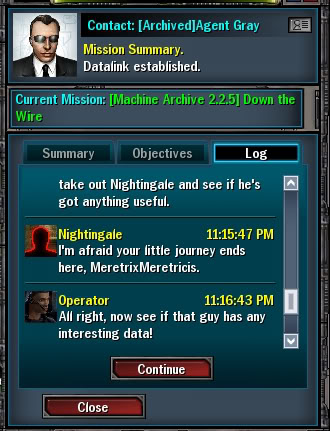 Contact: [Archived]Agent Gray
Mission Summary.
Datalink established.
Current Mission: [Machine Archive 2.2.5] Down the
Wire
Summary
Objectives
Log
take out Nightingale and see if he's
got anything useful.
Nightingale 11:15:47 PM
I'm afraid your little journey ends
here, MeretrixMeretricis.
Operator 11:16:43 PM
All right, now see if that guy has any
interesting data!
Continue
Close